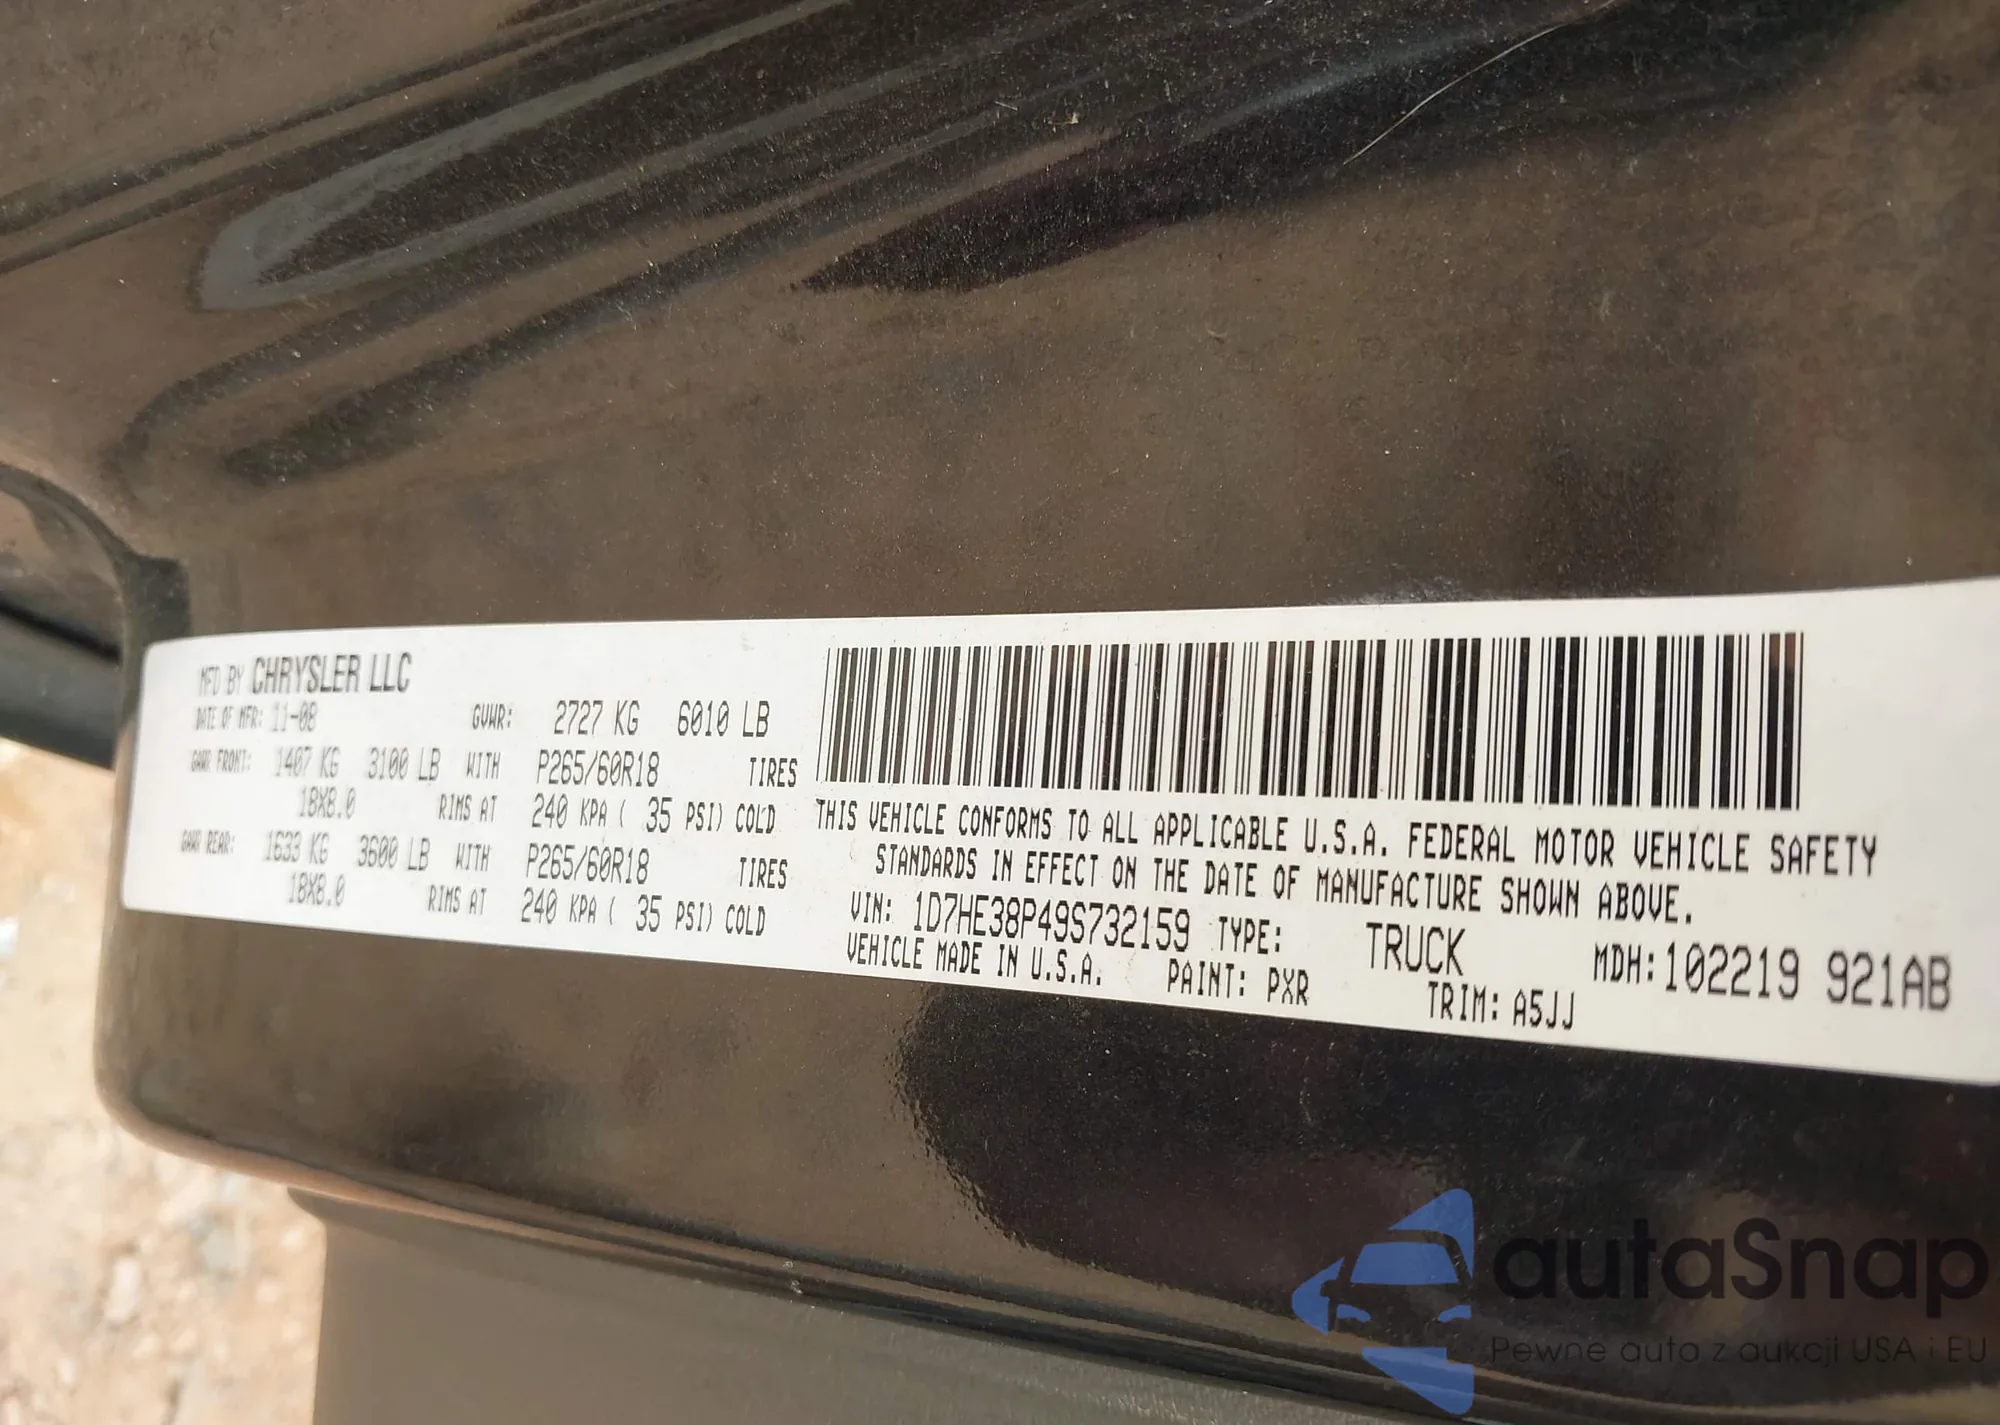 MFD BY CHRYSLER LLC
DATE OF MFR: 11-08 GVWR: 2727 KG 6010 LB
GAWR FRONT: 1407 KG 3100 LB WITH P265/60R18 TIRES
18X8.0 RIMS AT 240 KPA ( 35 PSI) COLD
GAWR REAR: 1633 KG 3600 LB WITH P265/60R18 TIRES
18X8.0 RIMS AT 240 KPA ( 35 PSI) COLD
THIS VEHICLE CONFORMS TO ALL APPLICABLE U.S.A. FEDERAL MOTOR VEHICLE SAFETY
STANDARDS IN EFFECT ON THE DATE OF MANUFACTURE SHOWN ABOVE.
VIN: 1D7HE38P49S732159 TYPE: TRUCK MDH:102219 921AB
VEHICLE MADE IN U.S.A. PAINT: PXR TRIM: A5JJ
autaSnap
Pewne auta z aukcji USA i EU